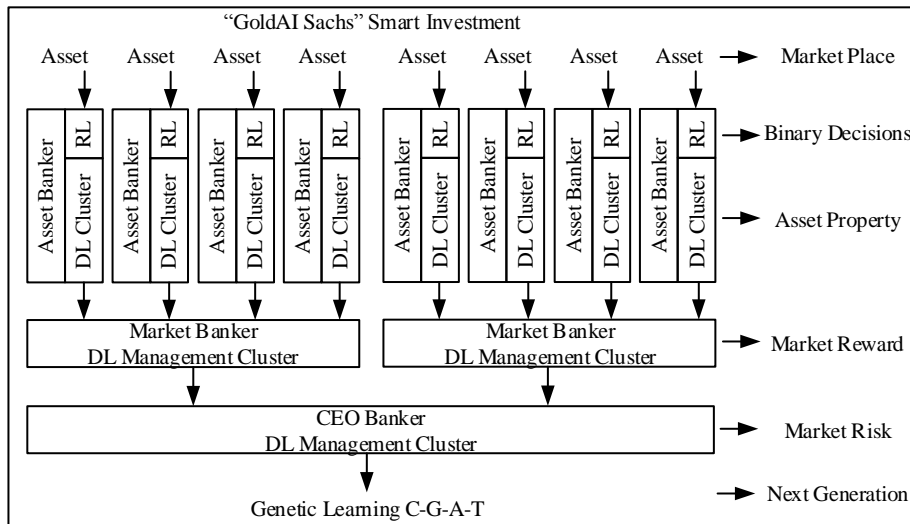 “GoldAI Sachs” Smart Investment
Asset Asset Asset Asset Asset Asset Asset Asset Market Place
Asset Banker RL DL Cluster
Asset Banker RL DL Cluster
Asset Banker RL DL Cluster
Asset Banker RL DL Cluster
Asset Banker RL DL Cluster
Asset Banker RL DL Cluster
Asset Banker RL DL Cluster
Asset Banker RL DL Cluster
Binary Decisions
Asset Property
Market Banker
DL Management Cluster
Market Banker
DL Management Cluster
Market Reward
CEO Banker
DL Management Cluster
Market Risk
Genetic Learning C-G-A-T
Next Generation